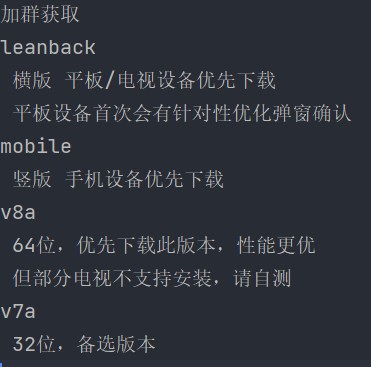 加群获取
leanback
横版 平板/电视设备优先下载
平板设备首次会有针对性优化弹窗确认
mobile
竖版 手机设备优先下载
v8a
64位，优先下载此版本，性能更优
但部分电视不支持安装，请自测
v7a
32位，备选版本